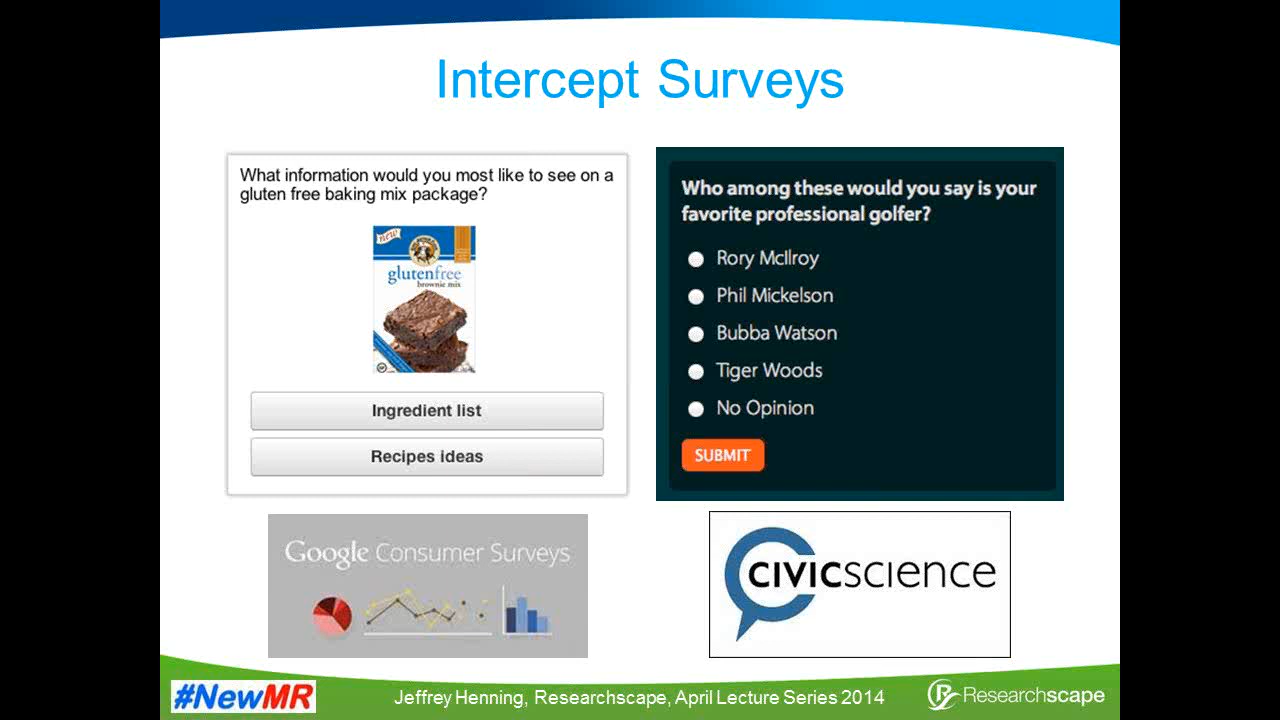 Intercept Surveys
What information would you most like to see on a
gluten free baking mix package?
new
glutenfree
brownie mix
Ingredient list
Recipes ideas
Who among these would you say is your
favorite professional golfer?
Rory McIlroy
Phil Mickelson
Bubba Watson
Tiger Woods
No Opinion
SUBMIT
Google Consumer Surveys
CIVICSCIENCE
#NewMR
Jeffrey Henning, Researchscape, April Lecture Series 2014
Researchscape